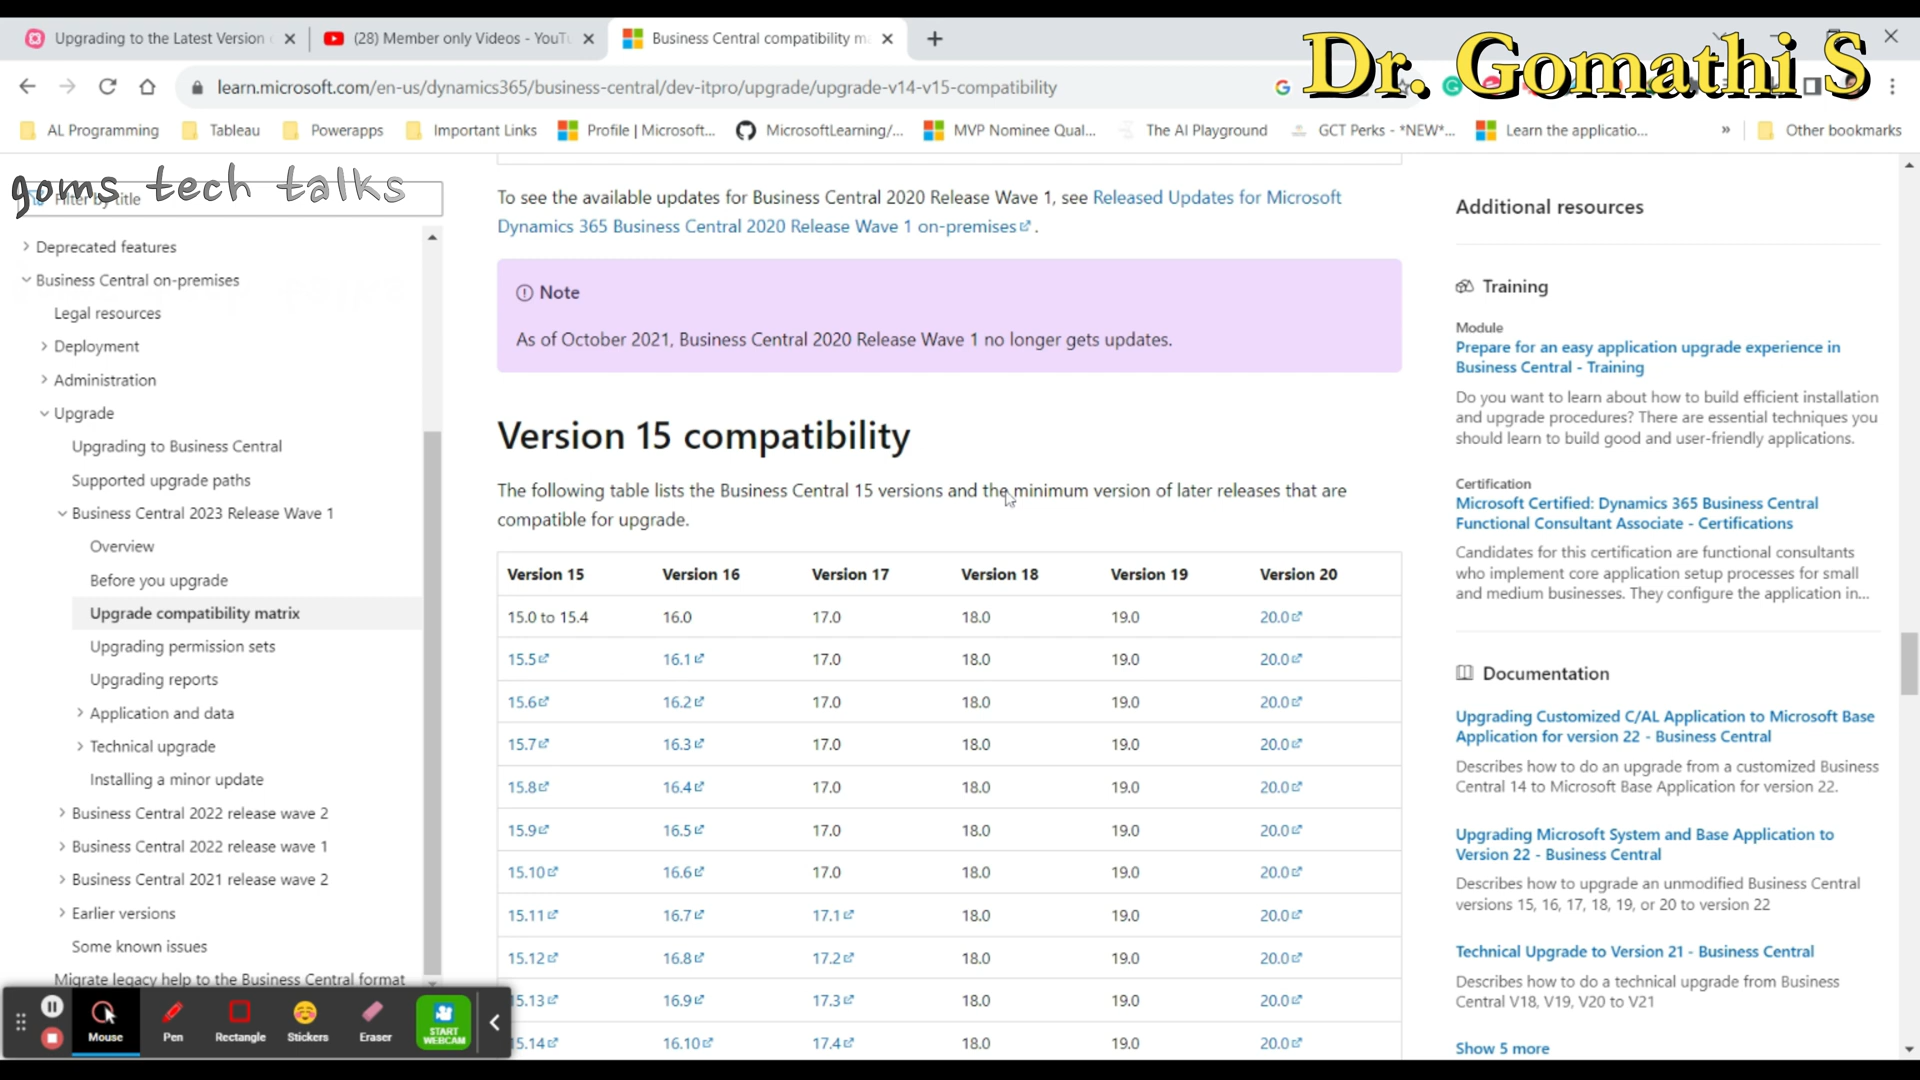 Upgrading to the Latest Version
(28) Member only Videos - YouTu
Business Central compatibility ma
Dr. Gomathi S
learn.microsoft.com/en-us/dynamics365/business-central/dev-itpro/upgrade/upgrade-v14-v15-compatibility
AL Programming
Tableau
Powerapps
Important Links
Profile | Microsoft...
MicrosoftLearning/...
MVP Nominee Qual...
The AI Playground
GCT Perks - *NEW*...
Learn the applicatio...
»
Other bookmarks
goms tech talks
Filter by title
Deprecated features
Business Central on-premises
Legal resources
Deployment
Administration
Upgrade
Upgrading to Business Central
Supported upgrade paths
Business Central 2023 Release Wave 1
Overview
Before you upgrade
Upgrade compatibility matrix
Upgrading permission sets
Upgrading reports
Application and data
Technical upgrade
Installing a minor update
Business Central 2022 release wave 2
Business Central 2022 release wave 1
Business Central 2021 release wave 2
Earlier versions
Some known issues
Migrate legacy help to the Business Central format
To see the available updates for Business Central 2020 Release Wave 1, see Released Updates for Microsoft
Dynamics 365 Business Central 2020 Release Wave 1 on-premises.
Note
As of October 2021, Business Central 2020 Release Wave 1 no longer gets updates.
Version 15 compatibility
The following table lists the Business Central 15 versions and the minimum version of later releases that are
compatible for upgrade.
Version 15 Version 16 Version 17 Version 18 Version 19 Version 20
15.0 to 15.4 16.0 17.0 18.0 19.0 20.0
15.5 16.1 17.0 18.0 19.0 20.0
15.6 16.2 17.0 18.0 19.0 20.0
15.7 16.3 17.0 18.0 19.0 20.0
15.8 16.4 17.0 18.0 19.0 20.0
15.9 16.5 17.0 18.0 19.0 20.0
15.10 16.6 17.0 18.0 19.0 20.0
15.11 16.7 17.1 18.0 19.0 20.0
15.12 16.8 17.2 18.0 19.0 20.0
15.13 16.9 17.3 18.0 19.0 20.0
15.14 16.10 17.4 18.0 19.0 20.0
Additional resources
Training
Module
Prepare for an easy application upgrade experience in
Business Central - Training
Do you want to learn about how to build efficient installation
and upgrade procedures? There are essential techniques you
should learn to build good and user-friendly applications.
Certification
Microsoft Certified: Dynamics 365 Business Central
Functional Consultant Associate - Certifications
Candidates for this certification are functional consultants
who implement core application setup processes for small
and medium businesses. They configure the application in...
Documentation
Upgrading Customized C/AL Application to Microsoft Base
Application for version 22 - Business Central
Describes how to do an upgrade from a customized Business
Central 14 to Microsoft Base Application for version 22.
Upgrading Microsoft System and Base Application to
Version 22 - Business Central
Describes how to upgrade an unmodified Business Central
versions 15, 16, 17, 18, 19, or 20 to version 22
Technical Upgrade to Version 21 - Business Central
Describes how to do a technical upgrade from Business
Central V18, V19, V20 to V21
Show 5 more
Mouse
Pen
Rectangle
Stickers
Eraser
START
WEBCAM